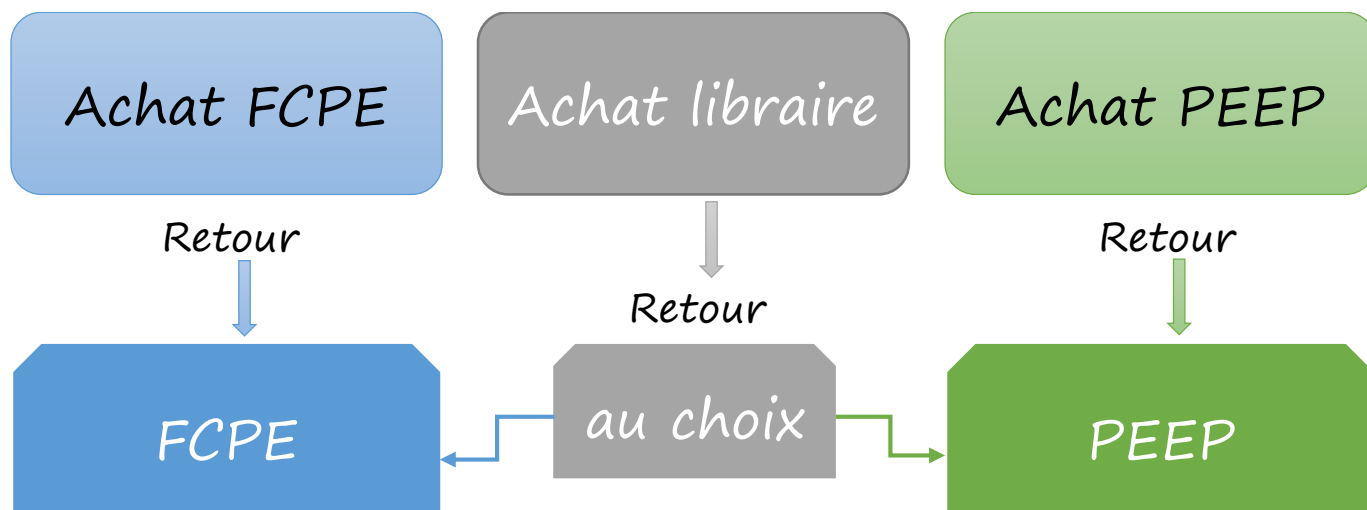 Achat FCPE
Achat libraire
Achat PEEP
Retour
Retour
Retour
FCPE
au choix
PEEP